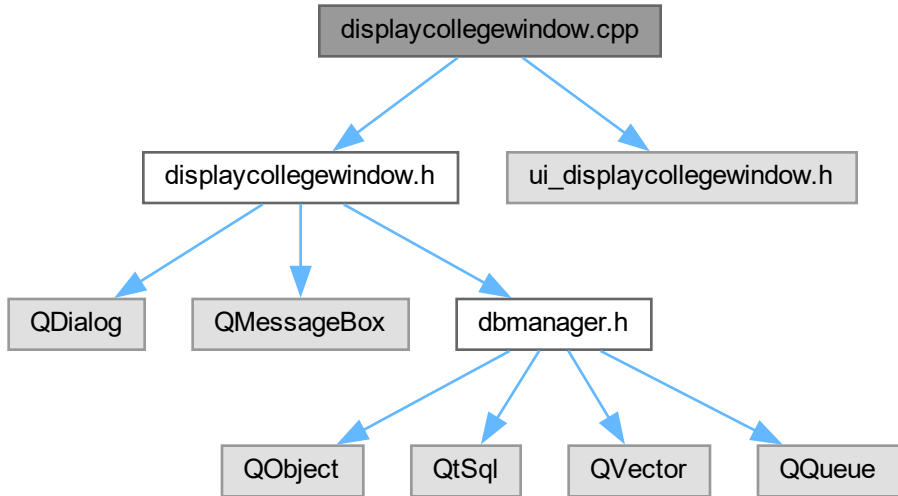 displaycollegewindow.cpp
displaycollegewindow.h
ui_displaycollegewindow.h
QDialog
QMessageBox
dbmanager.h
QObject
QtSql
QVector
QQueue